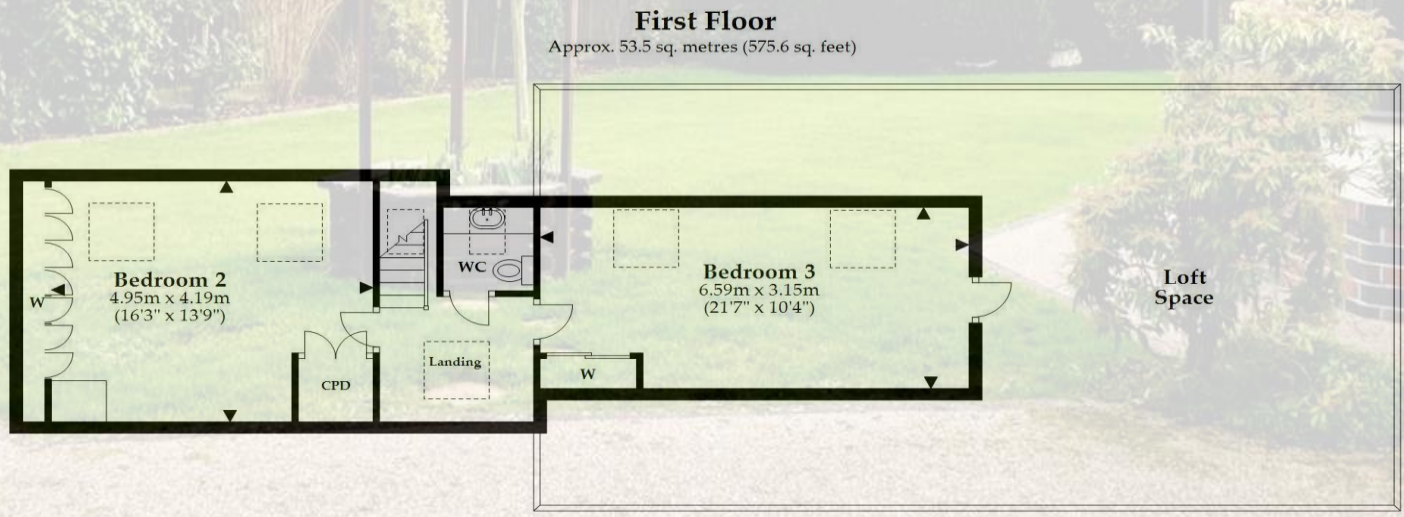 First Floor
Approx. 53.5 sq. metres (575.6 sq. feet)
Bedroom 2
4.95m x 4.19m
(16'3" x 13'9")
W
CPD
WC
Landing
Bedroom 3
6.59m x 3.15m
(21'7" x 10'4")
W
Loft
Space